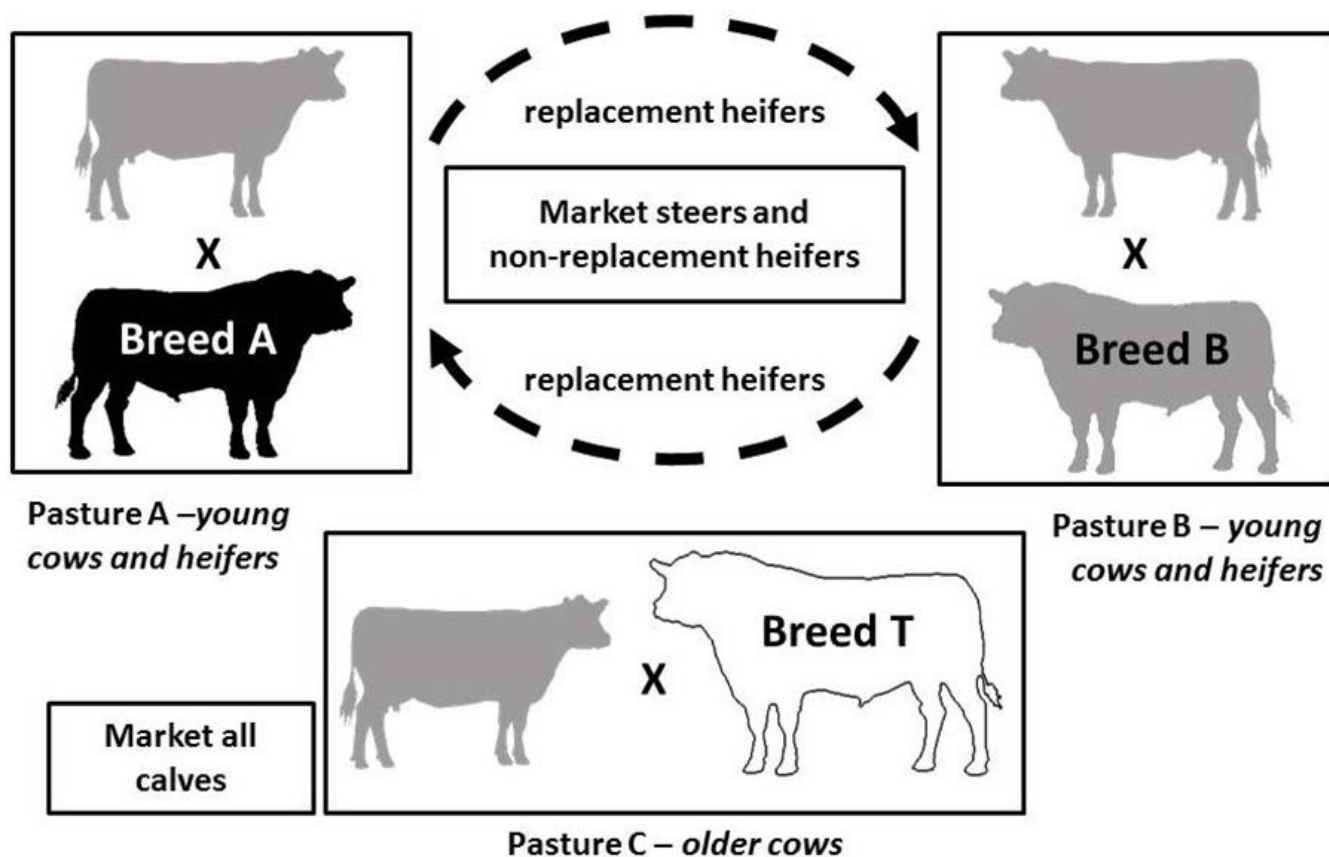 replacement heifers
Market steers and
non-replacement heifers
replacement heifers
X
Breed A
Pasture A –young
cows and heifers
X
Breed B
Pasture B – young
cows and heifers
X
Breed T
Market all
calves
Pasture C – older cows